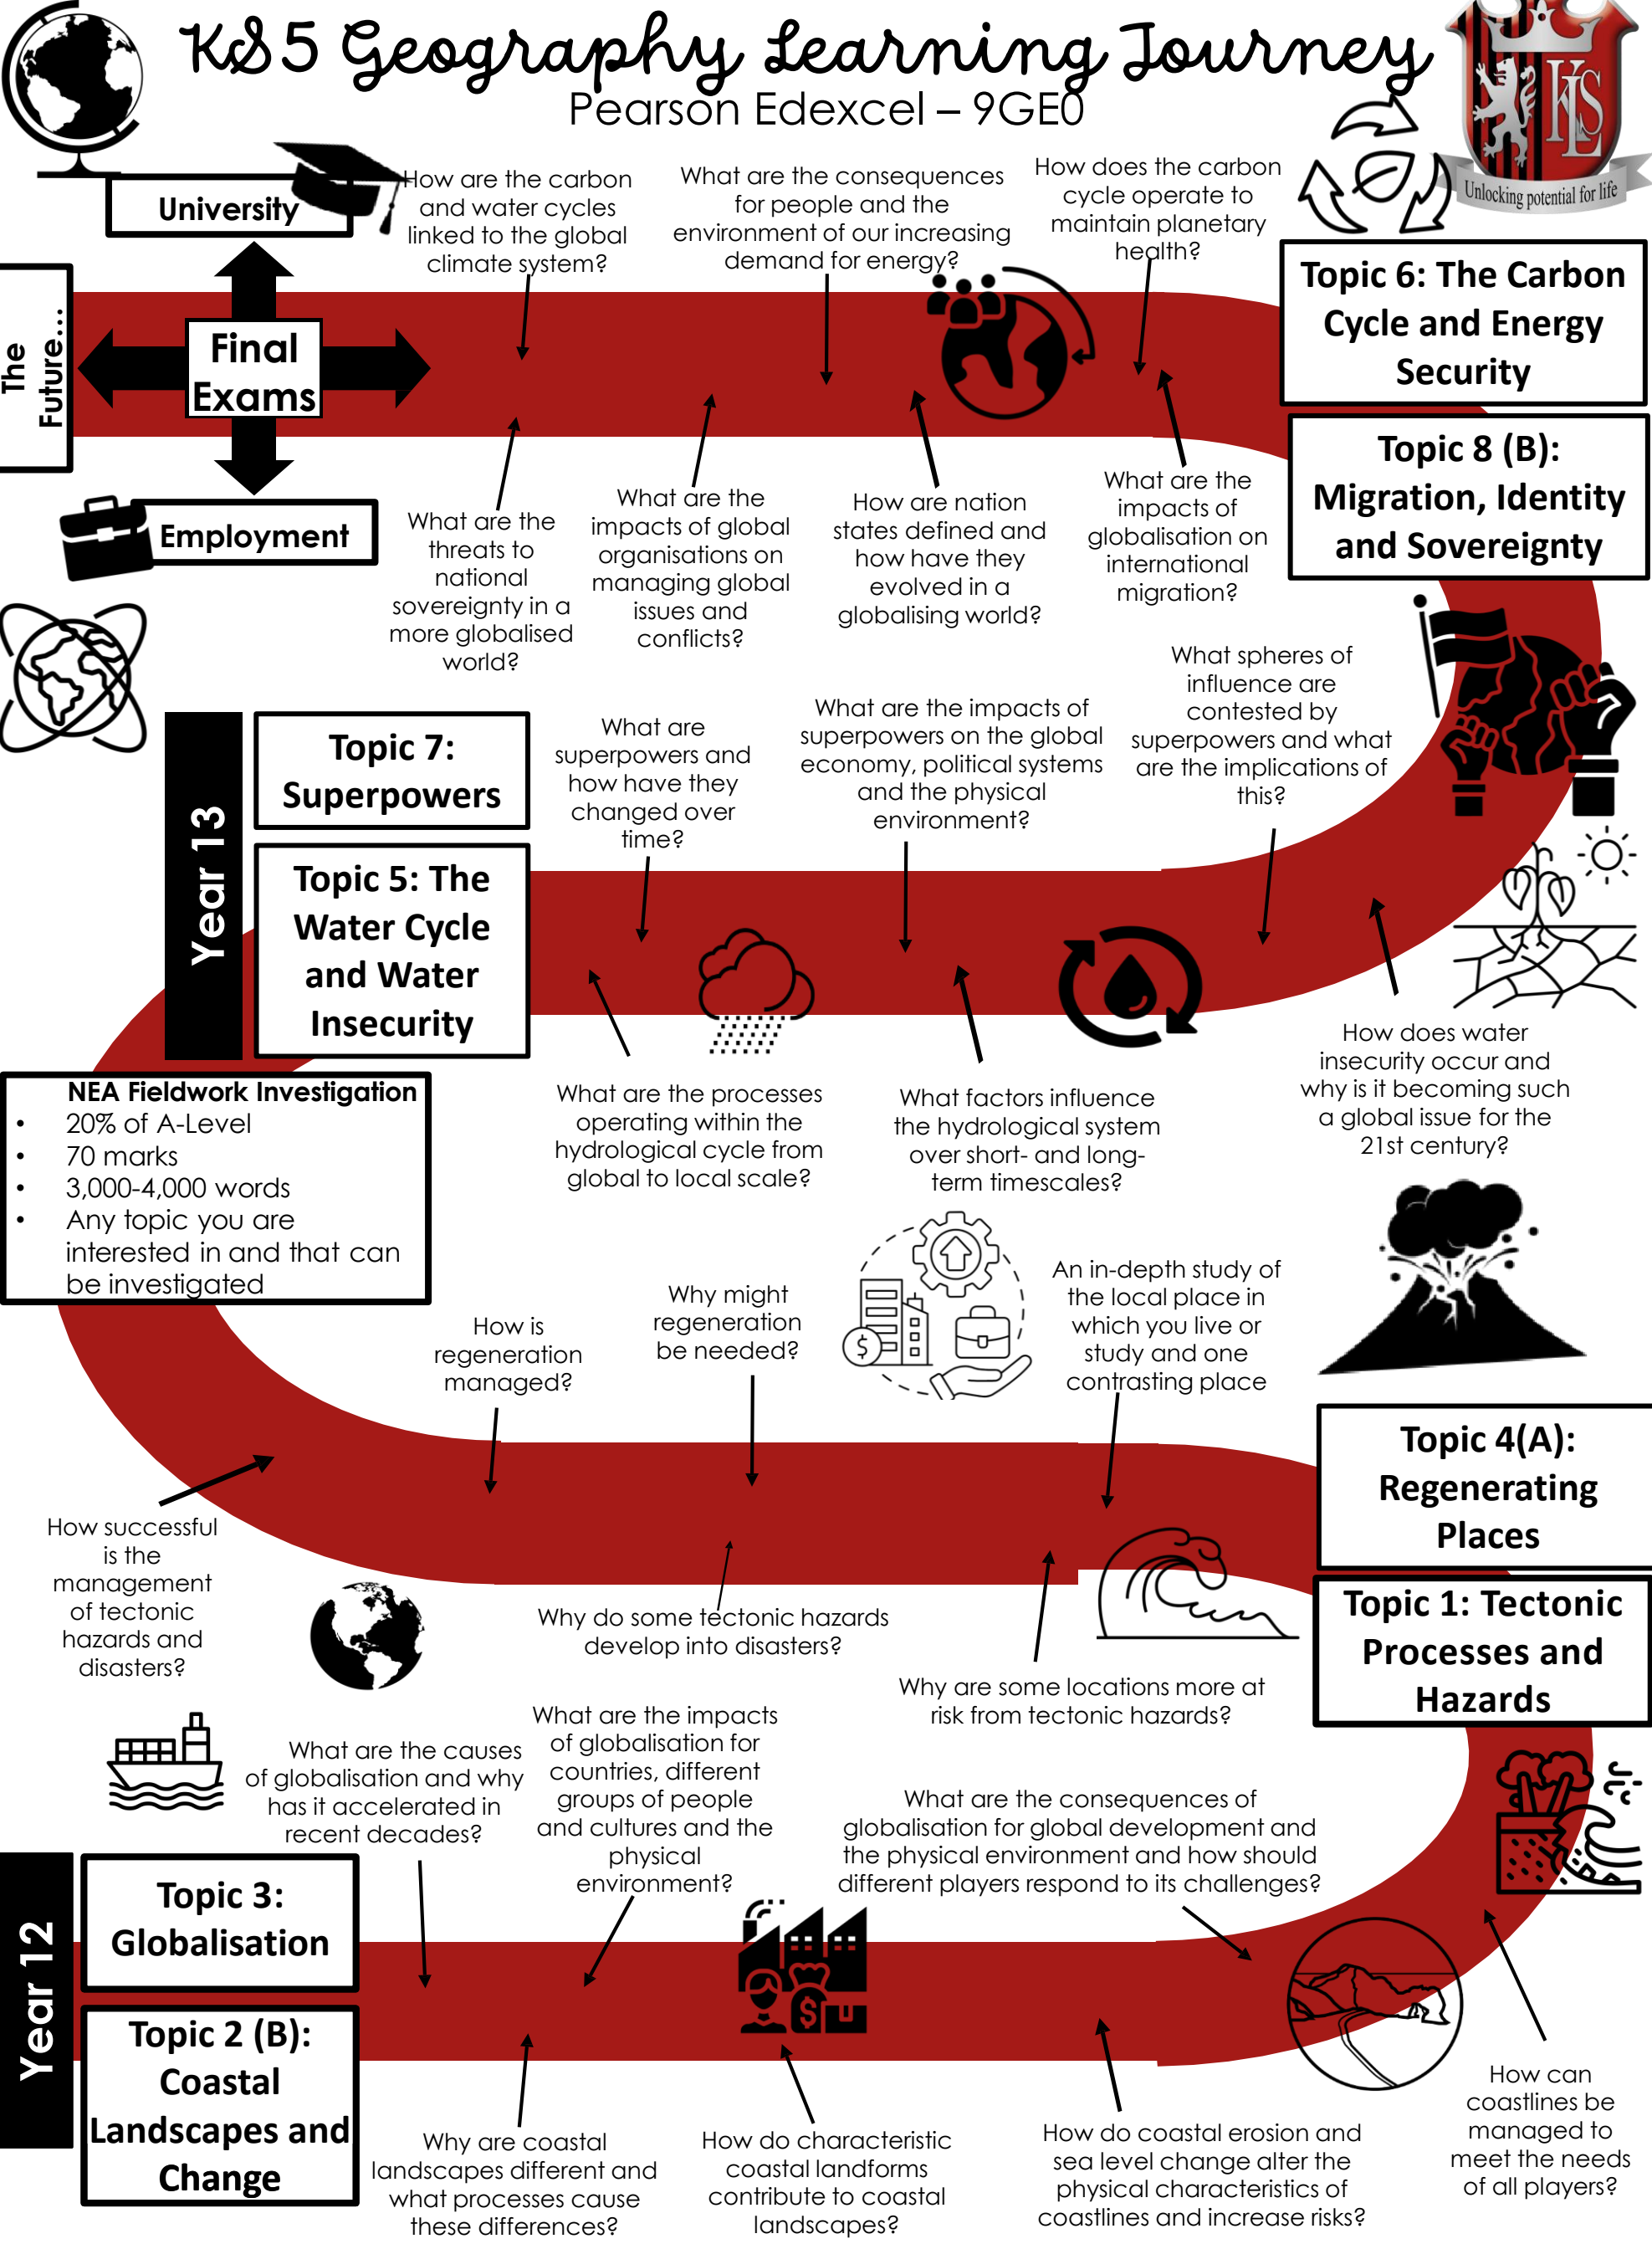 KS5 Geography Learning Journey
Pearson Edexcel – 9GE0
KLS
Unlocking potential for life
University
The
Future...
Final
Exams
Employment
How are the carbon
and water cycles
linked to the global
climate system?
What are the consequences
for people and the
environment of our increasing
demand for energy?
How does the carbon
cycle operate to
maintain planetary
health?
Topic 6: The Carbon
Cycle and Energy
Security
Topic 8 (B):
Migration, Identity
and Sovereignty
What are the
threats to
national
sovereignty in a
more globalised
world?
What are the
impacts of global
organisations on
managing global
issues and
conflicts?
How are nation
states defined and
how have they
evolved in a
globalising world?
What are the
impacts of
globalisation on
international
migration?
Year 13
Topic 7:
Superpowers
Topic 5: The
Water Cycle
and Water
Insecurity
What are
superpowers and
how have they
changed over
time?
What are the impacts of
superpowers on the global
economy, political systems
and the physical
environment?
What spheres of
influence are
contested by
superpowers and what
are the implications of
this?
What are the processes
operating within the
hydrological cycle from
global to local scale?
What factors influence
the hydrological system
over short- and long-
term timescales?
How does water
insecurity occur and
why is it becoming such
a global issue for the
21st century?
NEA Fieldwork Investigation
• 20% of A-Level
• 70 marks
• 3,000-4,000 words
• Any topic you are
interested in and that can
be investigated
How is
regeneration
managed?
Why might
regeneration
be needed?
$
An in-depth study of
the local place in
which you live or
study and one
contrasting place
Topic 4(A):
Regenerating
Places
Topic 1: Tectonic
Processes and
Hazards
How successful
is the
management
of tectonic
hazards and
disasters?
Why do some tectonic hazards
develop into disasters?
Why are some locations more at
risk from tectonic hazards?
Year 12
Topic 3:
Globalisation
Topic 2 (B):
Coastal
Landscapes and
Change
What are the causes
of globalisation and why
has it accelerated in
recent decades?
What are the impacts
of globalisation for
countries, different
groups of people
and cultures and the
physical
environment?
What are the consequences of
globalisation for global development and
the physical environment and how should
different players respond to its challenges?
$
Why are coastal
landscapes different and
what processes cause
these differences?
How do characteristic
coastal landforms
contribute to coastal
landscapes?
How do coastal erosion and
sea level change alter the
physical characteristics of
coastlines and increase risks?
How can
coastlines be
managed to
meet the needs
of all players?